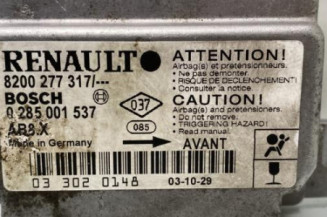 RENAULT
8200 277 317/---
BOSCH
0 285 001 537
AB8.X
Made in Germany
03 302 0148
037
085
AVANT
03-10-29
ATTENTION!
Airbag(s) et prétensionneurs.
• Ne pas démonter.
• RISQUE DE DECLENCHEMENT!
• Consulter la notice.
CAUTION!
Airbag(s) and pretensioners.
• Do not remove.
• TRIGGERING HAZARD!
• Read manual.